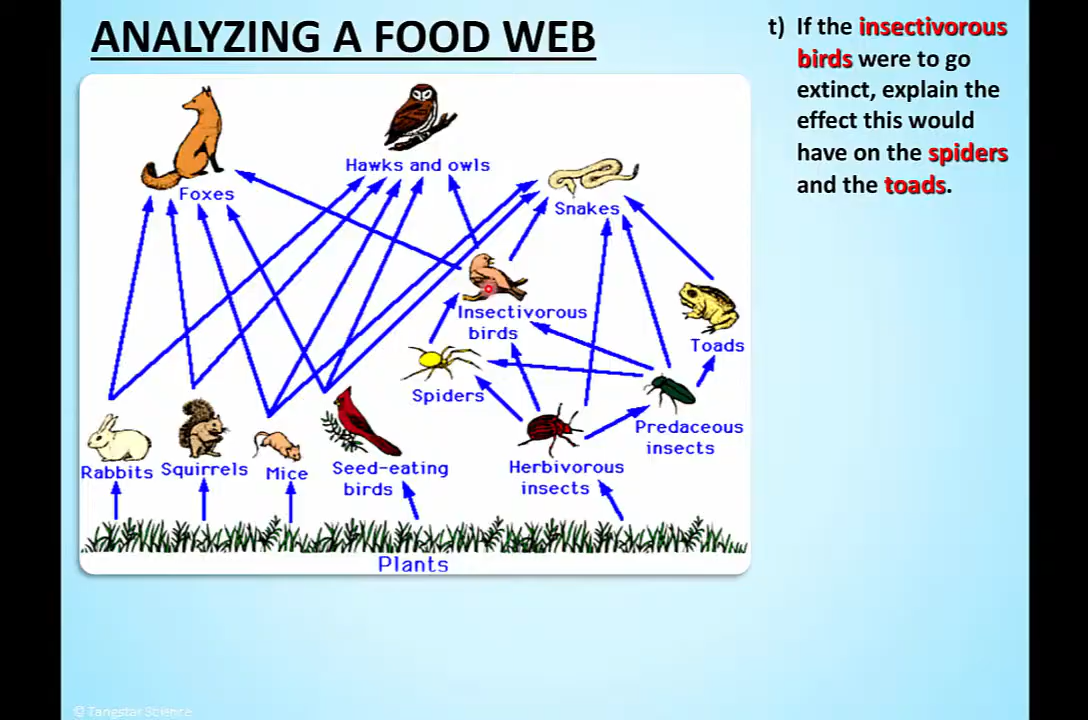 ANALYZING A FOOD WEB
t) If the insectivorous
birds were to go
extinct, explain the
effect this would
have on the spiders
and the toads.
Hawks and owls
Foxes
Snakes
Insectivorous
birds
Toads
Spiders
Predaceous
insects
Rabbits
Squirrels
Mice
Seed-eating
birds
Herbivorous
insects
Plants
© Tangstar Science